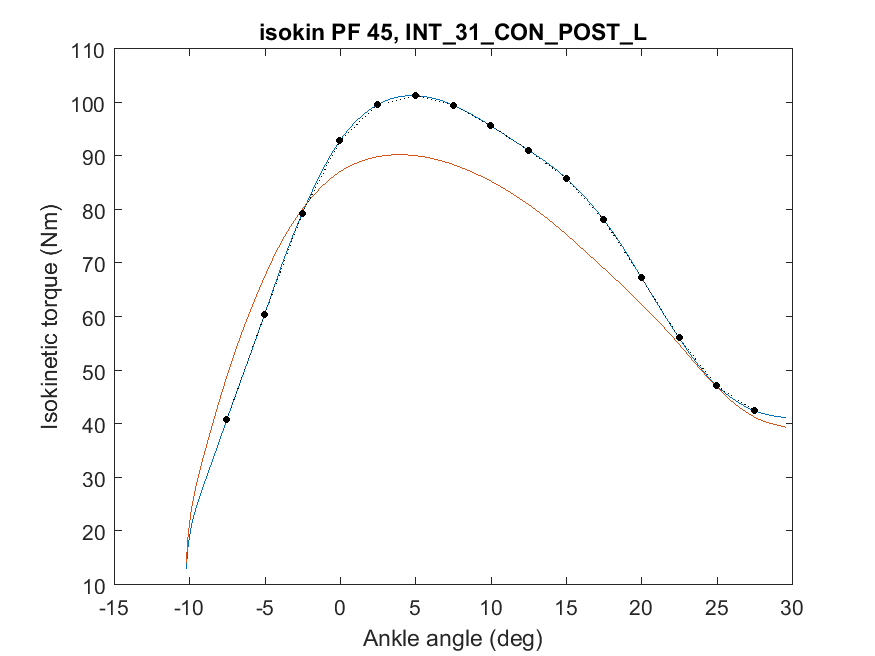 isokin PF 45, INT_31_CON_POST_L
110
100
90
80
70
60
50
40
30
20
10
Isokinetic torque (Nm)
-15 -10 -5 0 5 10 15 20 25 30
Ankle angle (deg)